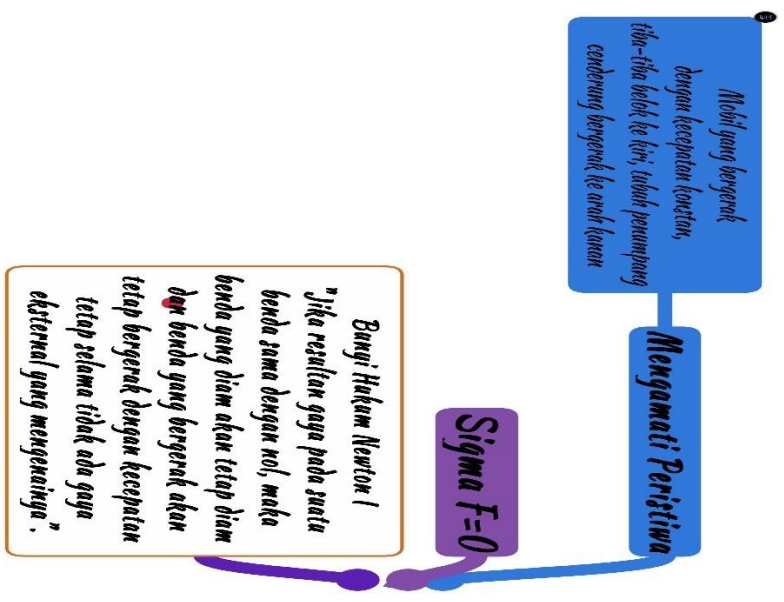 Mobil yang bergerak
dengan kecepatan konstan,
tiba-tiba belok ke kiri, tubuh penumpang
cenderung bergerak ke arah kanan
Mengamati Peristiwa
Sigma F=0
Bunyi Hukum Newton I
"Jika resultan gaya pada suatu
benda sama dengan nol, maka
benda yang diam akan tetap diam
dan benda yang bergerak akan
tetap bergerak dengan kecepatan
tetap selama tidak ada gaya
eksternal yang mengenainya".